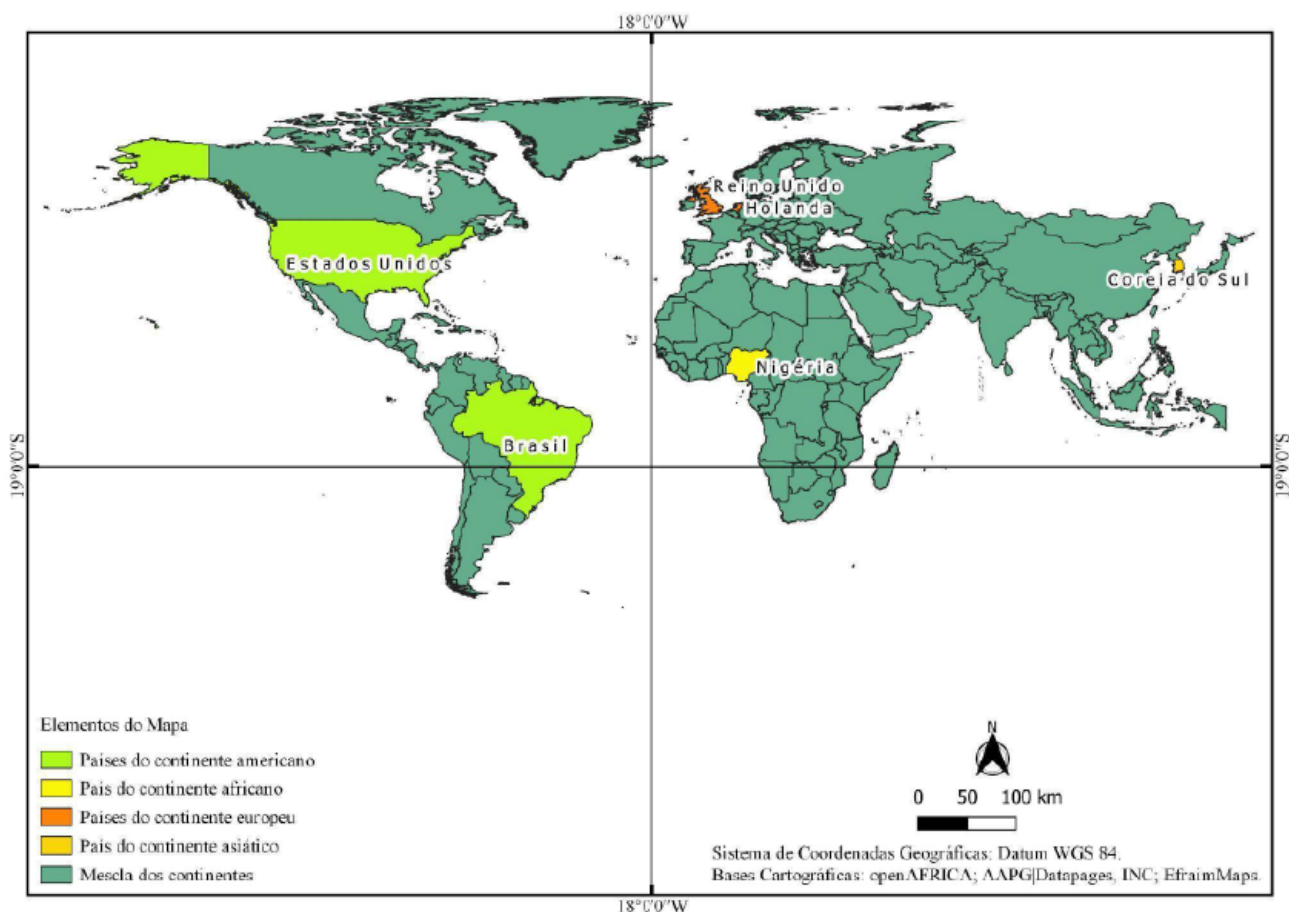 18°0'0"W
Reino Unido
Holanda
Estados Unidos
Coreia do Sul
Nigéria
Brasil
19°0'0"S
19°0'0"S
Elementos do Mapa
Países do continente americano
País do continente africano
Países do continente europeu
País do continente asiático
Mescla dos continentes
N
0 50 100 km
Sistema de Coordenadas Geográficas: Datum WGS 84.
Bases Cartográficas: openAFRICA; AAPG|Datapages, INC; EfraimMaps.
18°0'0"W